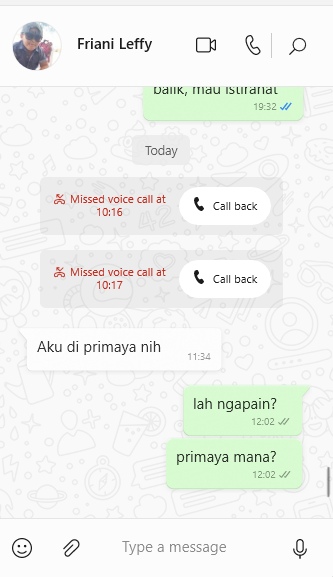 Friani Leffy
balik, mau istirahat
19:32
Today
Missed voice call at
10:16
Call back
Missed voice call at
10:17
Call back
Aku di primaya nih
11:34
lah ngapain?
12:02
primaya mana?
12:02
Type a message